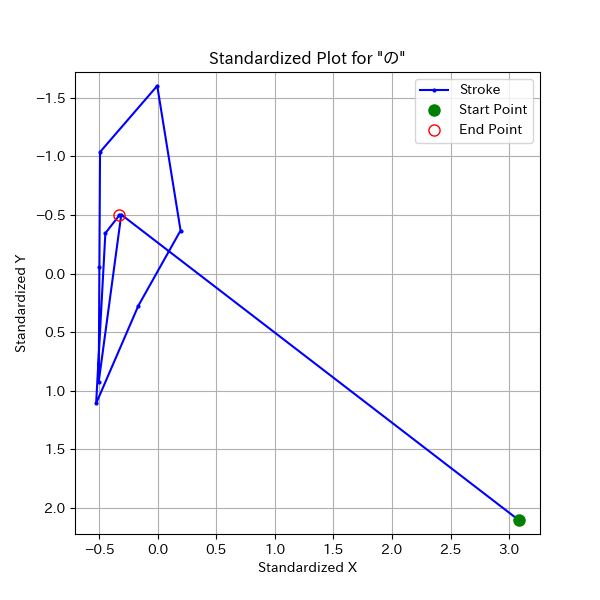 Standardized Plot for "の"
Stroke
Start Point
End Point
Standardized Y
−1.5
−1.0
−0.5
0.0
0.5
1.0
1.5
2.0
−0.5 0.0 0.5 1.0 1.5 2.0 2.5 3.0
Standardized X